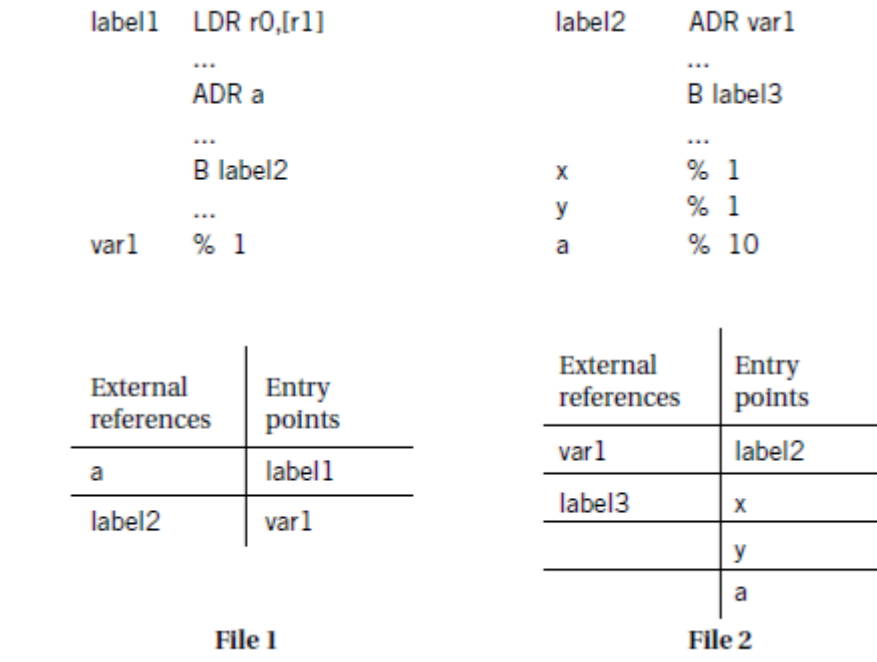 label1 LDR r0,[r1]
...
ADR a
...
B label2
...
var1 % 1
External references Entry points
a label1
label2 var1
File 1
label2 ADR var1
...
B label3
...
x % 1
y % 1
a % 10
External references Entry points
var1 label2
label3 x
y
a
File 2